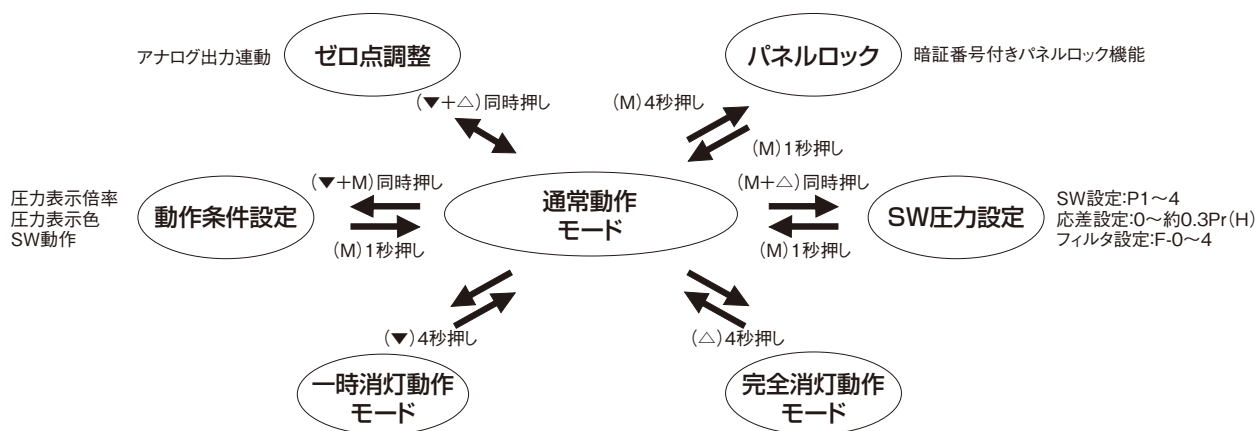 アナログ出力連動
ゼロ点調整
パネルロック
暗証番号付きパネルロック機能
(▼+△)同時押し
(M)4秒押し
(M)1秒押し
圧力表示倍率
圧力表示色
SW動作
動作条件設定
(▼+M)同時押し
(M)1秒押し
通常動作
モード
(M+△)同時押し
(M)1秒押し
SW圧力設定
SW設定:P1〜4
応差設定:0〜約0.3Pr(H)
フィルタ設定:F-0〜4
(▼)4秒押し
(△)4秒押し
一時消灯動作
モード
完全消灯動作
モード